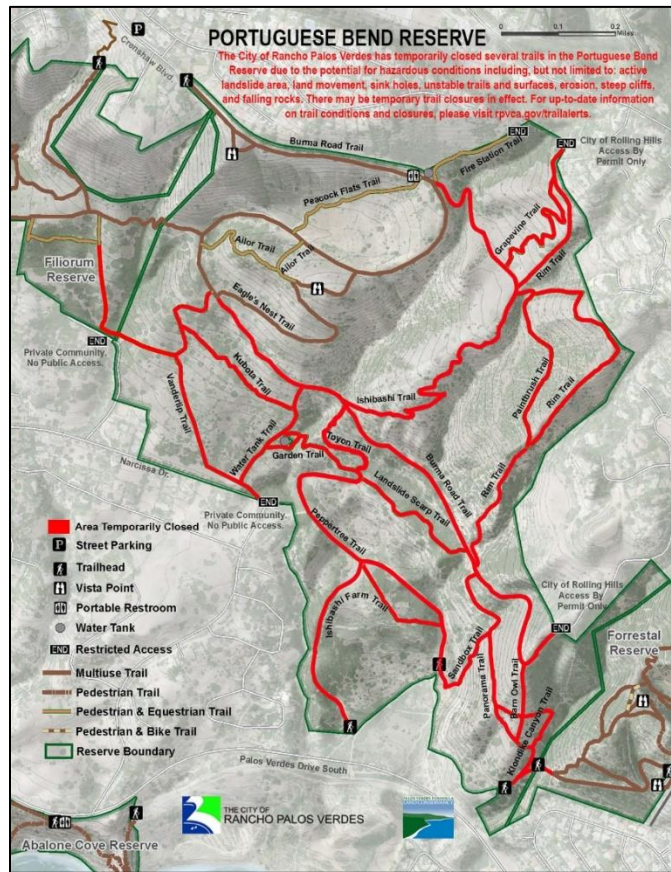 PORTUGUESE BEND RESERVE
0 0.1 0.2
Miles
The City of Rancho Palos Verdes has temporarily closed several trails in the Portuguese Bend
Reserve due to the potential for hazardous conditions including, but not limited to: active
landslide area, land movement, sink holes, unstable trails and surfaces, erosion, steep cliffs,
and falling rocks. There may be temporary trail closures in effect. For up-to-date information
on trail conditions and closures, please visit rpvca.gov/trailalerts.
P
Crenshaw Blvd.
Burma Road Trail
END
Fire Station Trail
END
City of Rolling Hills
Access By
Permit Only
Peacock Flats Trail
Grapevine Trail
Ailor Trail
Ailor Trail
Rim Trail
Filiorum
Reserve
Eagle's Nest Trail
END
Private Community.
No Public Access.
Vanderlip Trail
Kubota Trail
Ishibashi Trail
Paintbrush Trail
Rim Trail
Water Tank Trail
Toyon Trail
Garden Trail
Burma Road Trail
Landslide Scarp Trail
Rim Trail
Narcissa Dr.
END
Private Community.
No Public Access.
Peppertree Trail
Area Temporarily Closed
P Street Parking
Trailhead
Vista Point
Portable Restroom
Water Tank
END Restricted Access
Multiuse Trail
Pedestrian Trail
Pedestrian & Equestrian Trail
Pedestrian & Bike Trail
Reserve Boundary
Ishibashi Farm Trail
City of Rolling Hills
Access By
Permit Only
END
Forrestal
Reserve
Sandbox Trail
Panorama Trail
Barn Owl Trail
Klondike Canyon Trail
Palos Verdes Drive South
THE CITY OF
RANCHO PALOS VERDES
Abalone Cove Reserve